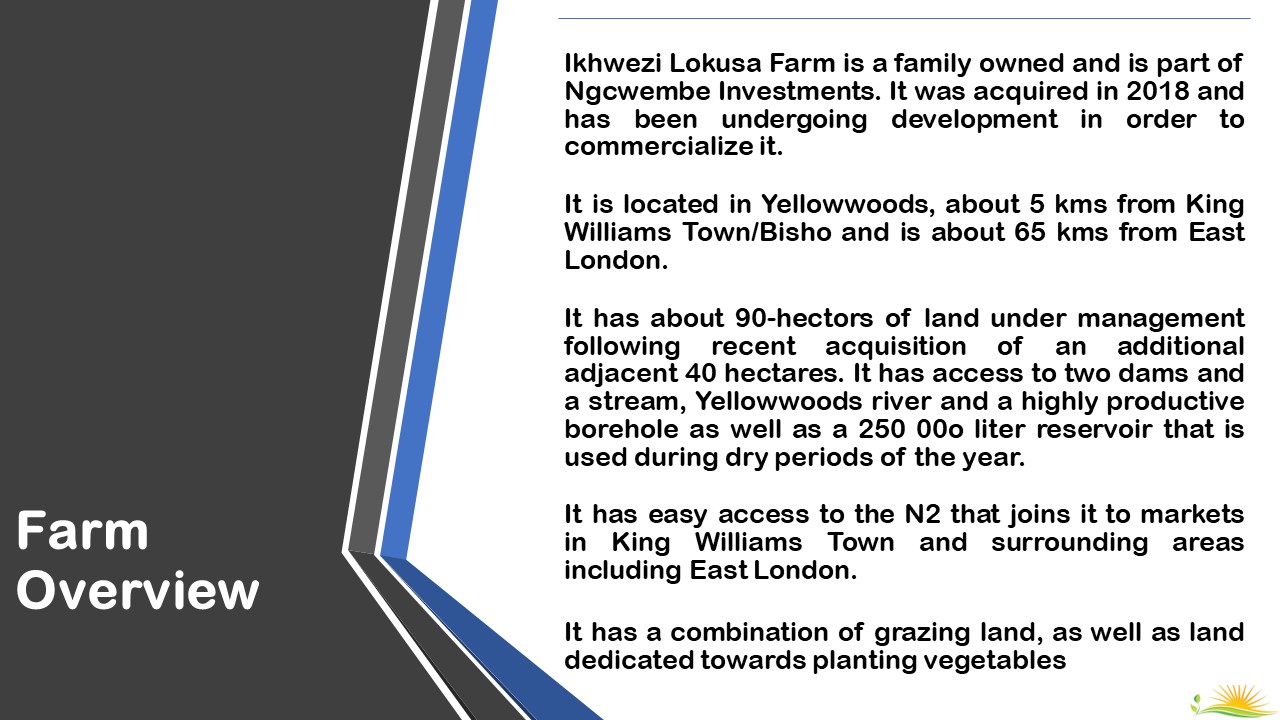 Farm
Overview
Ikhwezi Lokusa Farm is a family owned and is part of
Ngcwembe Investments. It was acquired in 2018 and
has been undergoing development in order to
commercialize it.
It is located in Yellowwoods, about 5 kms from King
Williams Town/Bisho and is about 65 kms from East
London.
It has about 90-hectors of land under management
following recent acquisition of an additional
adjacent 40 hectares. It has access to two dams and
a stream, Yellowwoods river and a highly productive
borehole as well as a 250 00o liter reservoir that is
used during dry periods of the year.
It has easy access to the N2 that joins it to markets
in King Williams Town and surrounding areas
including East London.
It has a combination of grazing land, as well as land
dedicated towards planting vegetables